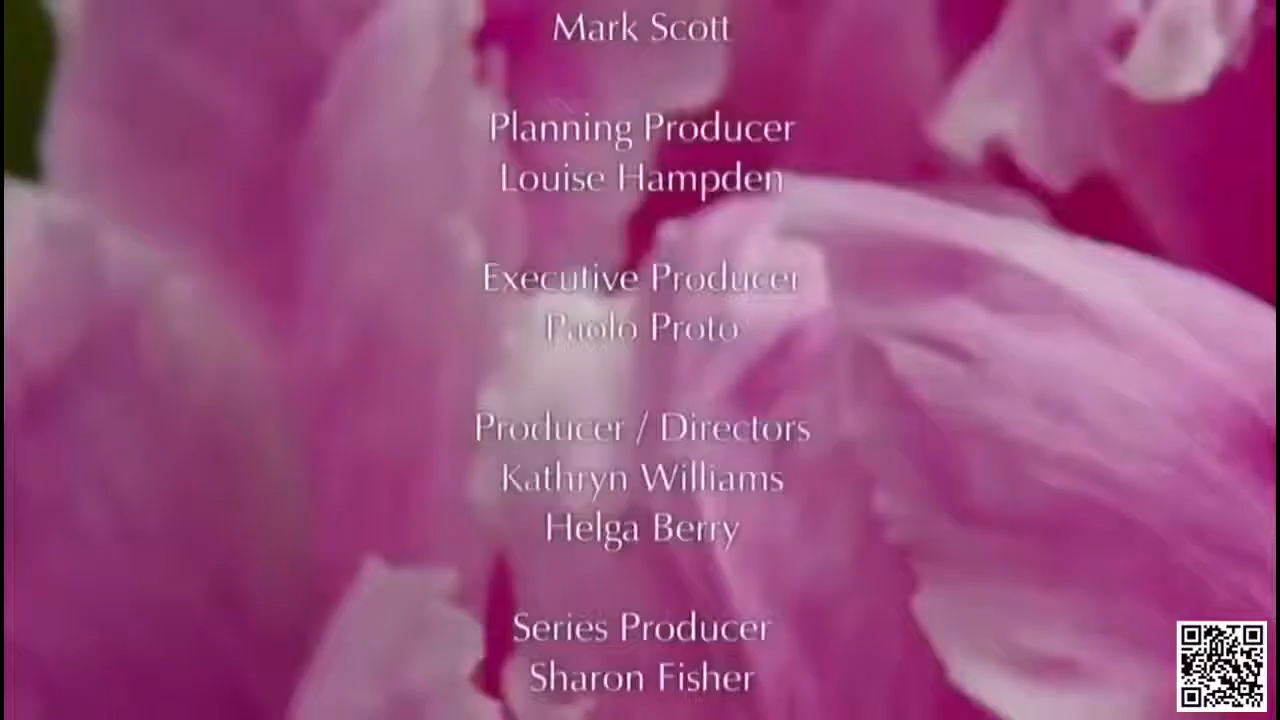 Mark Scott
Planning Producer
Louise Hampden
Executive Producer
Paolo Proto
Producer / Directors
Kathryn Williams
Helga Berry
Series Producer
Sharon Fisher